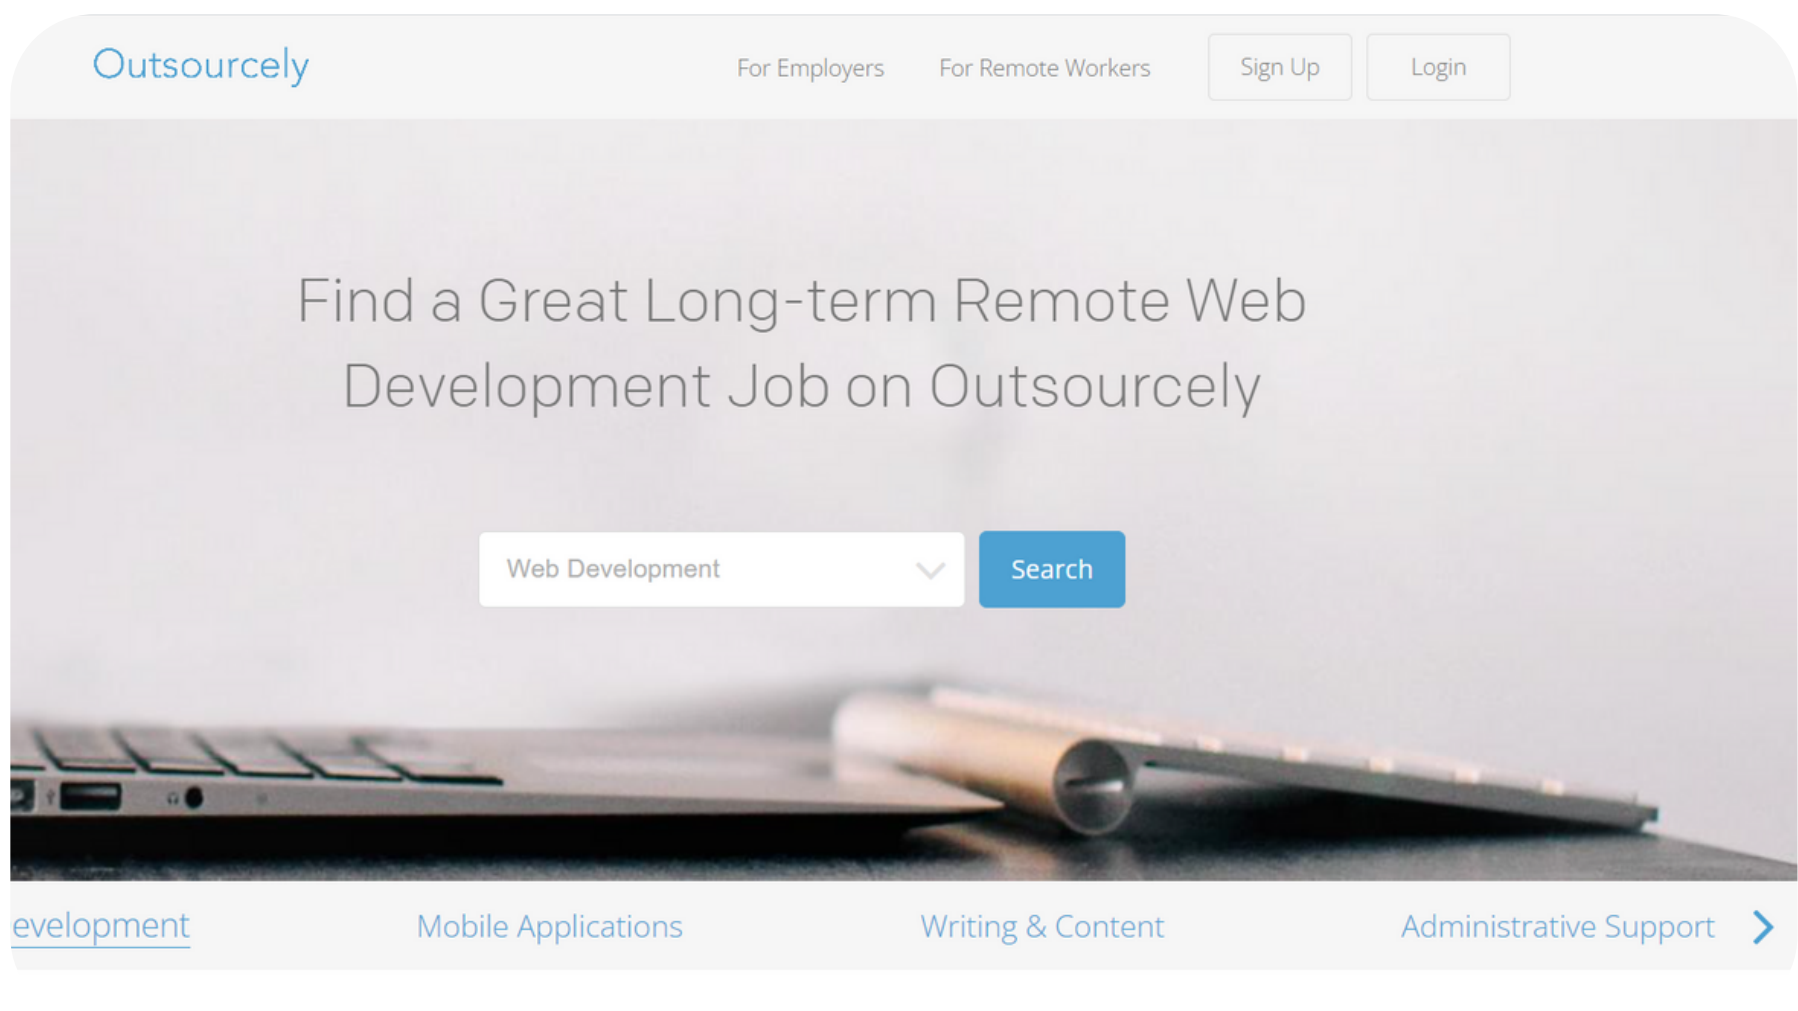 Outsourcely
For Employers
For Remote Workers
Sign Up
Login
Find a Great Long-term Remote Web
Development Job on Outsourcely
Web Development
Search
evelopment
Mobile Applications
Writing & Content
Administrative Support